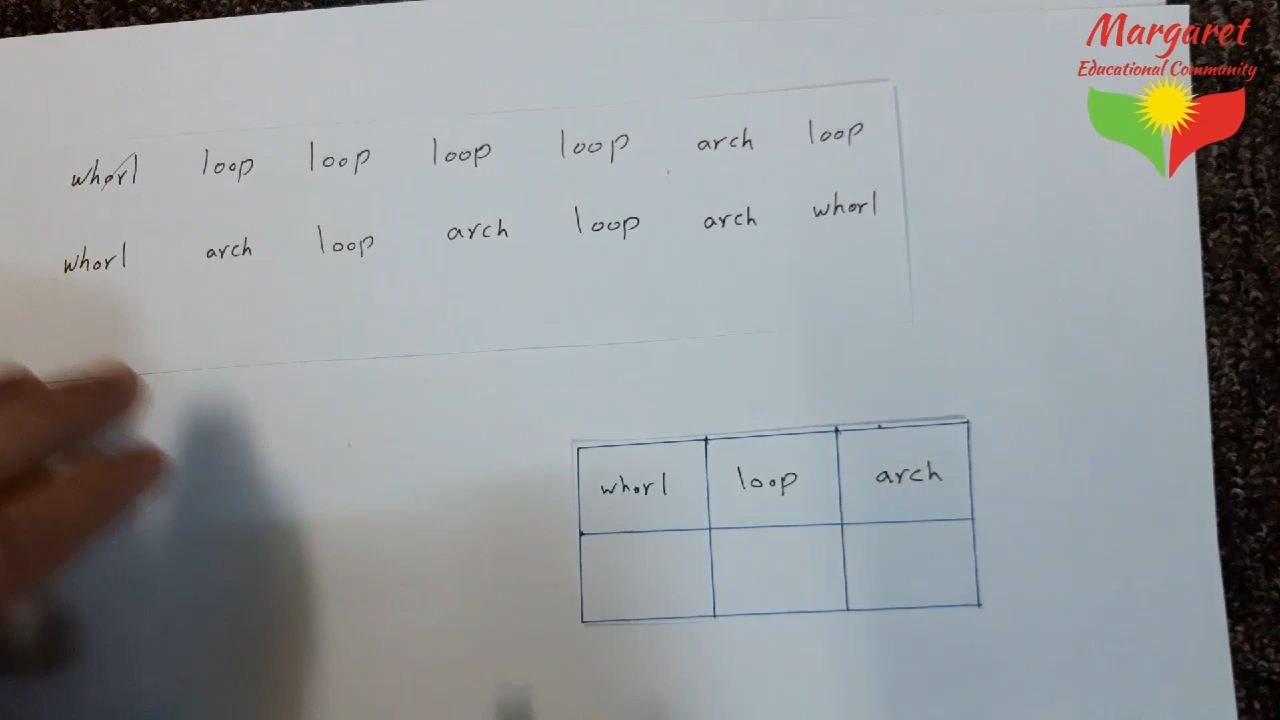 Margaret
Educational Community
whorl loop loop loop loop arch loop
whorl arch loop arch loop arch whorl
whorl loop arch